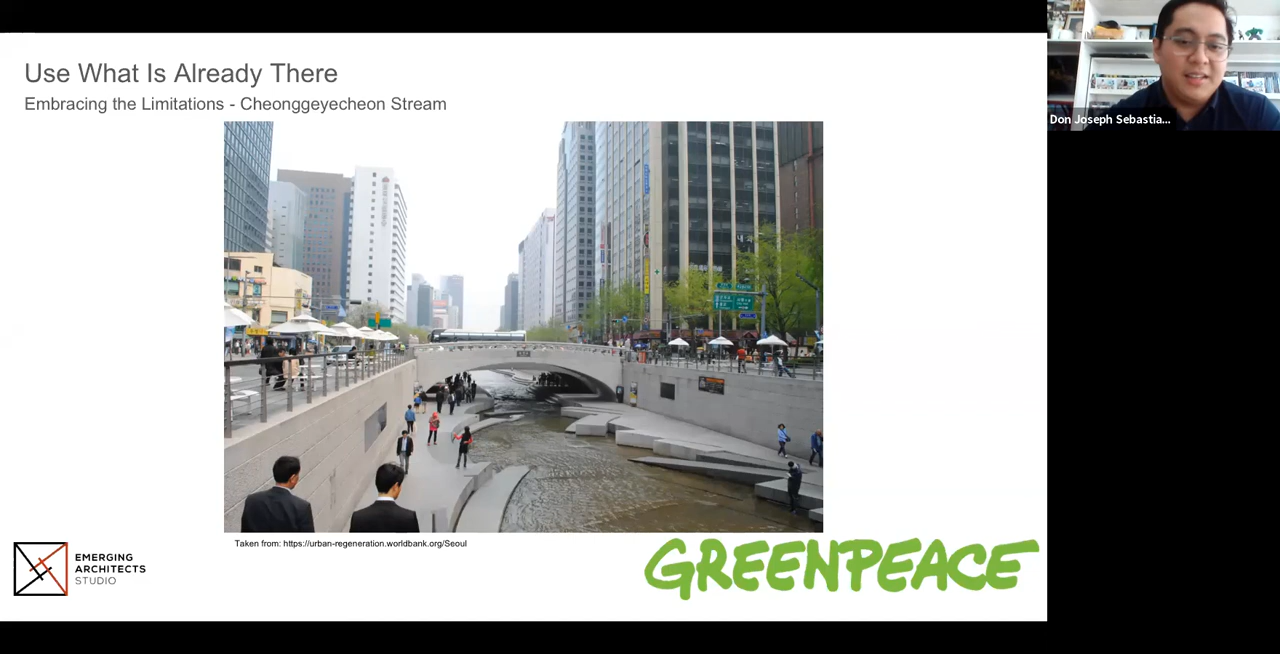 Use What Is Already There
Embracing the Limitations - Cheonggeyecheon Stream
Don Joseph Sebastia...
Taken from: https://urban-regeneration.worldbank.org/Seoul
EMERGING
ARCHITECTS
STUDIO
GREENPEACE